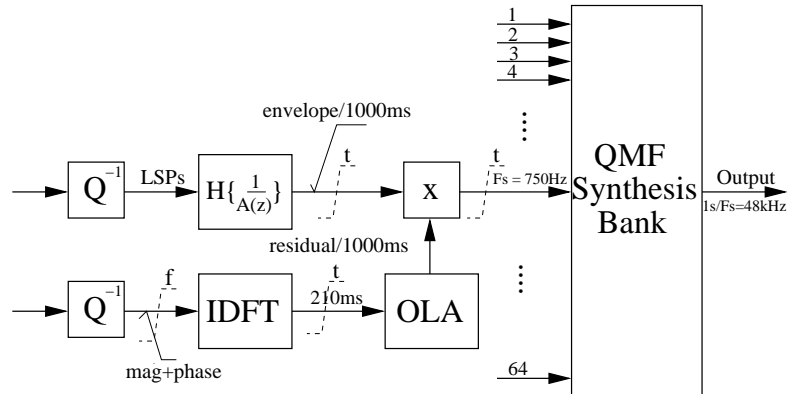 1
2
3
4
envelope/1000ms
t
t
Q⁻¹
LSPs
H{1/A(z)}
x
Fs = 750Hz
QMF
Synthesis
Bank
Output
1s/Fs=48kHz
residual/1000ms
f
t
Q⁻¹
IDFT
210ms
OLA
mag+phase
64